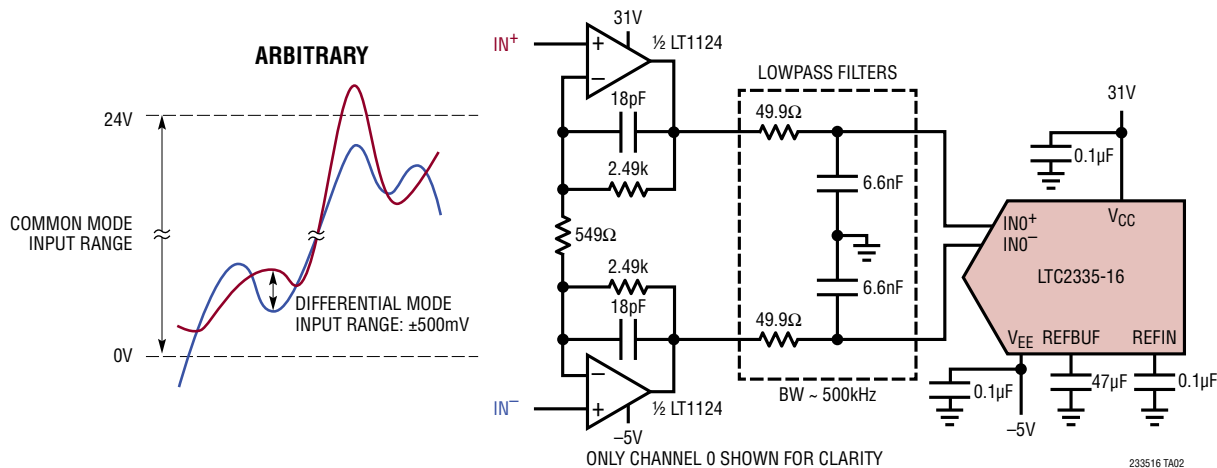 ARBITRARY
24V
COMMON MODE
INPUT RANGE
DIFFERENTIAL MODE
INPUT RANGE: ±500mV
0V
IN+
31V
½ LT1124
+
−
18pF
2.49k
549Ω
2.49k
18pF
−
+
IN−
½ LT1124
–5V
LOWPASS FILTERS
49.9Ω
6.6nF
6.6nF
49.9Ω
BW ~ 500kHz
31V
0.1µF
VCC
IN0+
IN0−
LTC2335-16
VEE REFBUF REFIN
0.1µF
47µF
0.1µF
–5V
ONLY CHANNEL 0 SHOWN FOR CLARITY
233516 TA02